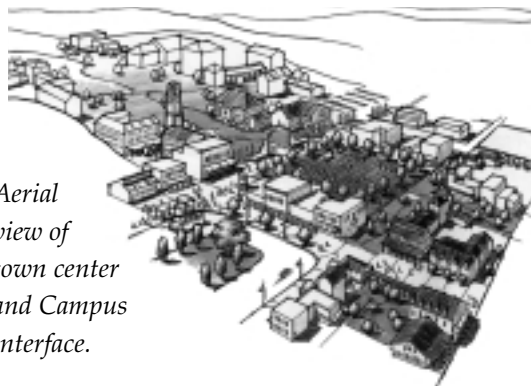 Aerial
view of
town center
and Campus
interface.